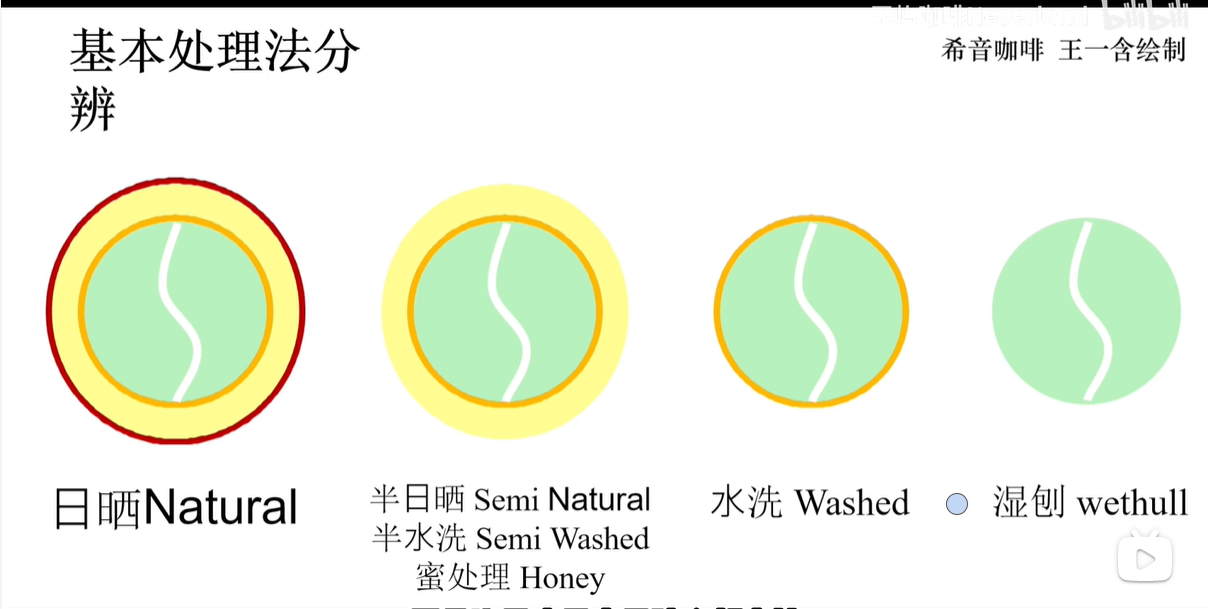 基本处理法分
辨
希音咖啡 王一含绘制
日晒Natural
半日晒 Semi Natural
半水洗 Semi Washed
蜜处理 Honey
水洗 Washed
湿刨 wethull